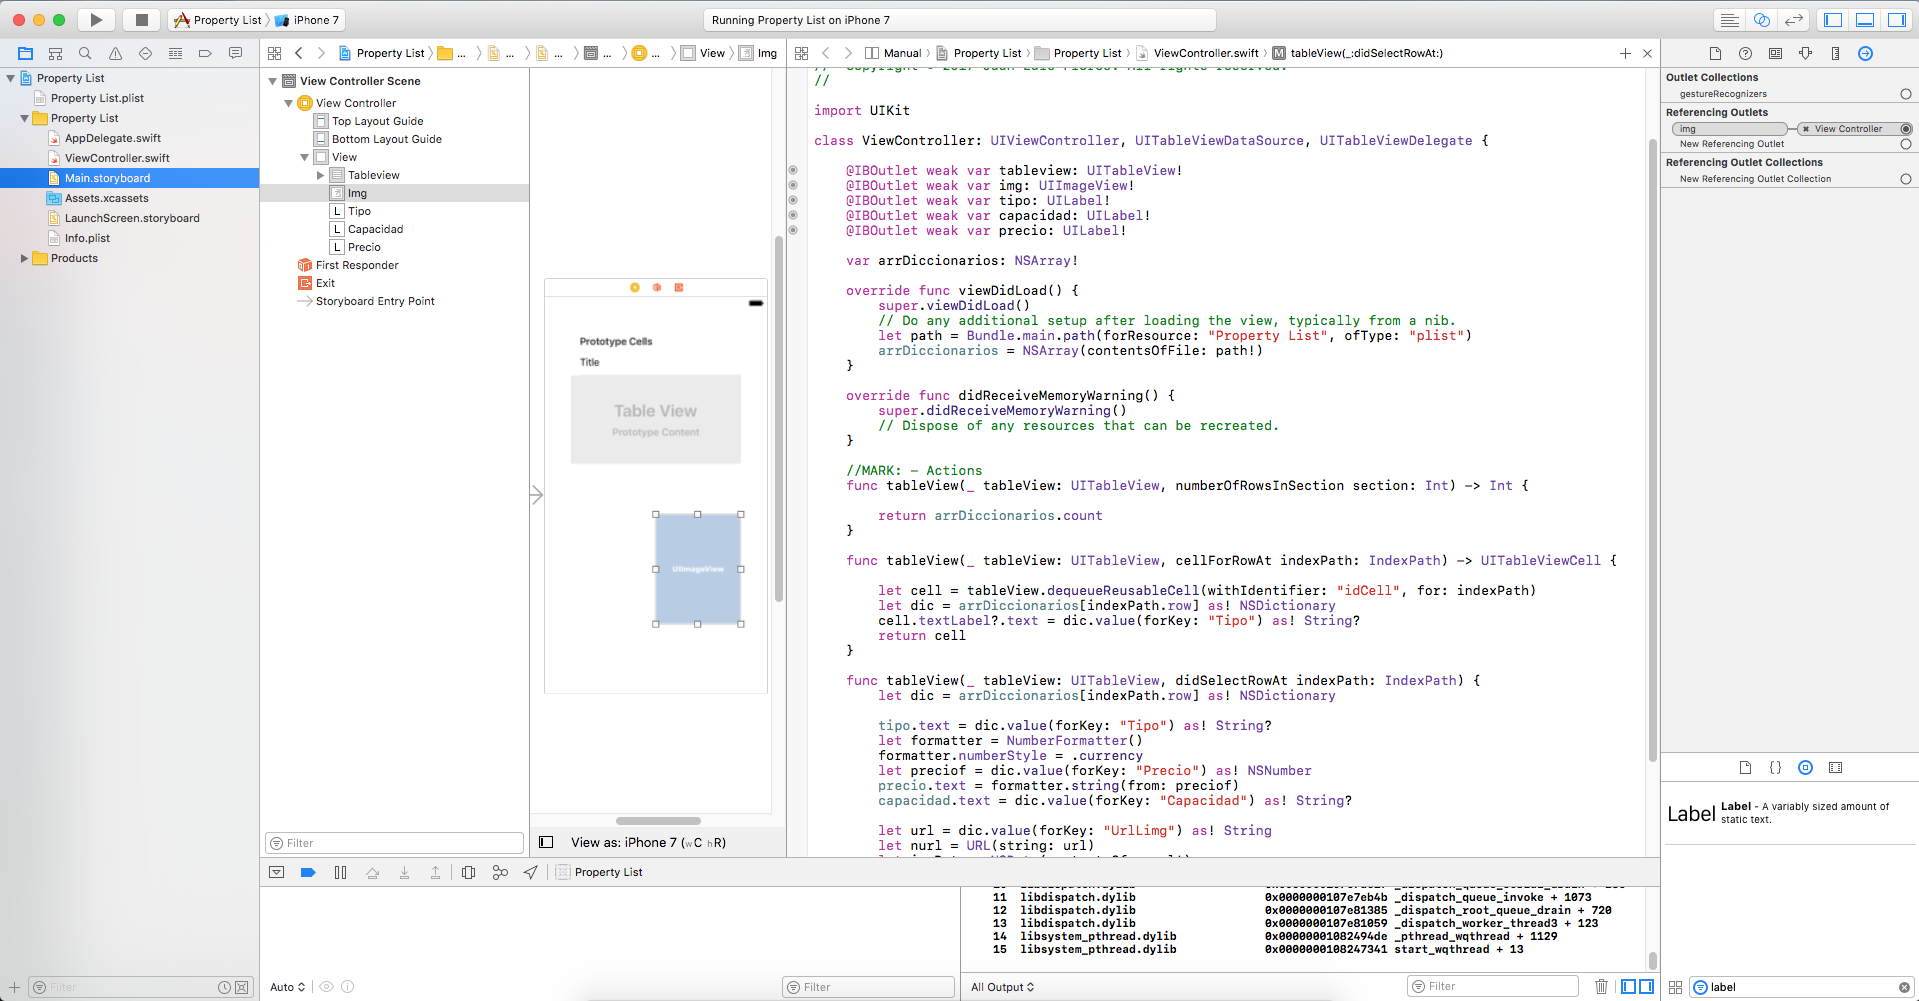 Property List
iPhone 7
Running Property List on iPhone 7
Property List
...
...
...
...
...
View
Img
Manual
Property List
Property List
ViewController.swift
tableView(_:didSelectRowAt:)
Property List
Property List.plist
Property List
AppDelegate.swift
ViewController.swift
Main.storyboard
Assets.xcassets
LaunchScreen.storyboard
Info.plist
Products
Filter
View Controller Scene
View Controller
Top Layout Guide
Bottom Layout Guide
View
Tableview
Img
L Tipo
L Capacidad
L Precio
First Responder
Exit
Storyboard Entry Point
Filter
Prototype Cells
Title
Table View
Prototype Content
UIImageView
View as: iPhone 7 (wC hR)
//
import UIKit
class ViewController: UIViewController, UITableViewDataSource, UITableViewDelegate {
@IBOutlet weak var tableview: UITableView!
@IBOutlet weak var img: UIImageView!
@IBOutlet weak var tipo: UILabel!
@IBOutlet weak var capacidad: UILabel!
@IBOutlet weak var precio: UILabel!
var arrDiccionarios: NSArray!
override func viewDidLoad() {
super.viewDidLoad()
// Do any additional setup after loading the view, typically from a nib.
let path = Bundle.main.path(forResource: "Property List", ofType: "plist")
arrDiccionarios = NSArray(contentsOfFile: path!)
}
override func didReceiveMemoryWarning() {
super.didReceiveMemoryWarning()
// Dispose of any resources that can be recreated.
}
//MARK: - Actions
func tableView(_ tableView: UITableView, numberOfRowsInSection section: Int) -> Int {
return arrDiccionarios.count
}
func tableView(_ tableView: UITableView, cellForRowAt indexPath: IndexPath) -> UITableViewCell {
let cell = tableView.dequeueReusableCell(withIdentifier: "idCell", for: indexPath)
let dic = arrDiccionarios[indexPath.row] as! NSDictionary
cell.textLabel?.text = dic.value(forKey: "Tipo") as! String?
return cell
}
func tableView(_ tableView: UITableView, didSelectRowAt indexPath: IndexPath) {
let dic = arrDiccionarios[indexPath.row] as! NSDictionary
tipo.text = dic.value(forKey: "Tipo") as! String?
let formatter = NumberFormatter()
formatter.numberStyle = .currency
let preciof = dic.value(forKey: "Precio") as! NSNumber
precio.text = formatter.string(from: preciof)
capacidad.text = dic.value(forKey: "Capacidad") as! String?
let url = dic.value(forKey: "UrlLimg") as! String
let nurl = URL(string: url)
Outlet Collections
gestureRecognizers
Referencing Outlets
img
View Controller
New Referencing Outlet
Referencing Outlet Collections
New Referencing Outlet Collection
Label
Label - A variably sized amount of
static text.
label
Property List
11 libdispatch.dylib 0x0000000107e7eb4b _dispatch_queue_invoke + 1073
12 libdispatch.dylib 0x0000000107e81385 _dispatch_root_queue_drain + 720
13 libdispatch.dylib 0x0000000107e81059 _dispatch_worker_thread3 + 123
14 libsystem_pthread.dylib 0x00000001082494de _pthread_wqthread + 1129
15 libsystem_pthread.dylib 0x0000000108247341 start_wqthread + 13
Auto
Filter
All Output
Filter